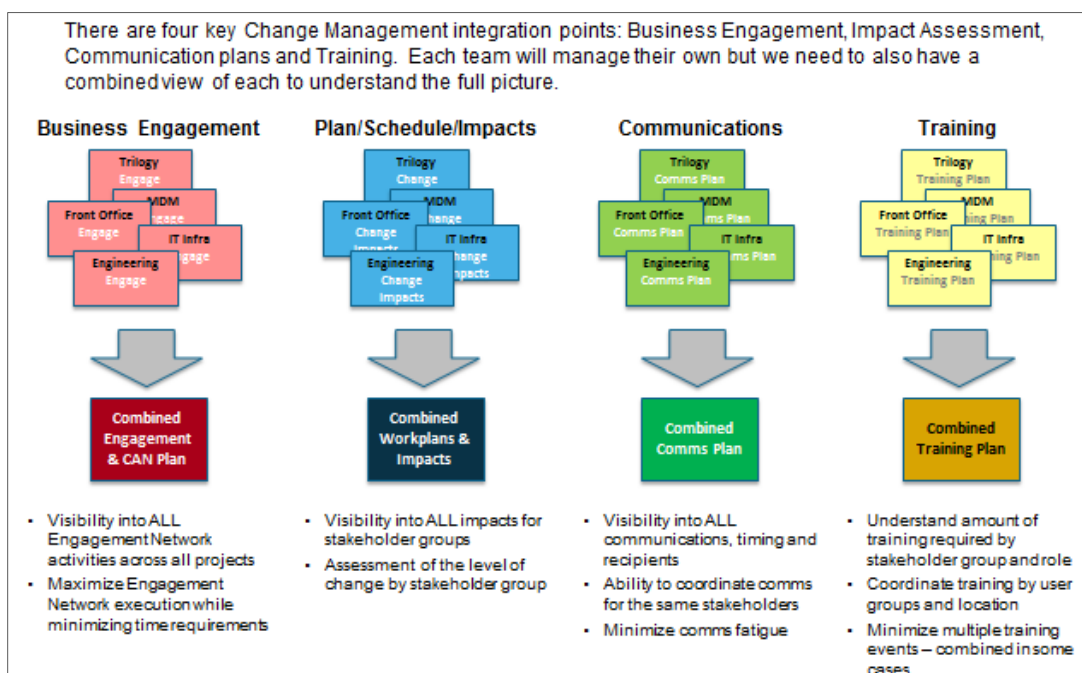 There are four key Change Management integration points: Business Engagement, Impact Assessment,
Communication plans and Training. Each team will manage their own but we need to also have a
combined view of each to understand the full picture.
Business Engagement
Trilogy
Engage
MDM
Front Office
Engage
IT Infra
Engineering
Engage
Combined
Engagement
& CAN Plan
• Visibility into ALL
Engagement Network
activities across all projects
• Maximize Engagement
Network execution while
minimizing time requirements
Plan/Schedule/Impacts
Trilogy
Change
MDM
Front Office
Change
Impacts
IT Infra
Engineering
Change
Impacts
Combined
Workplans &
Impacts
• Visibility into ALL impacts for
stakeholder groups
• Assessment of the level of
change by stakeholder group
Communications
Trilogy
Comms Plan
MDM
Front Office
Comms Plan
IT Infra
Engineering
Comms Plan
Combined
Comms Plan
• Visibility into ALL
communications, timing and
recipients
• Ability to coordinate comms
for the same stakeholders
• Minimize comms fatigue
Training
Trilogy
Training Plan
MDM
Front Office
Training Plan
IT Infra
Engineering
Training Plan
Combined
Training Plan
• Understand amount of
training required by
stakeholder group and role
• Coordinate training by user
groups and location
• Minimize multiple training
events – combined in some
cases